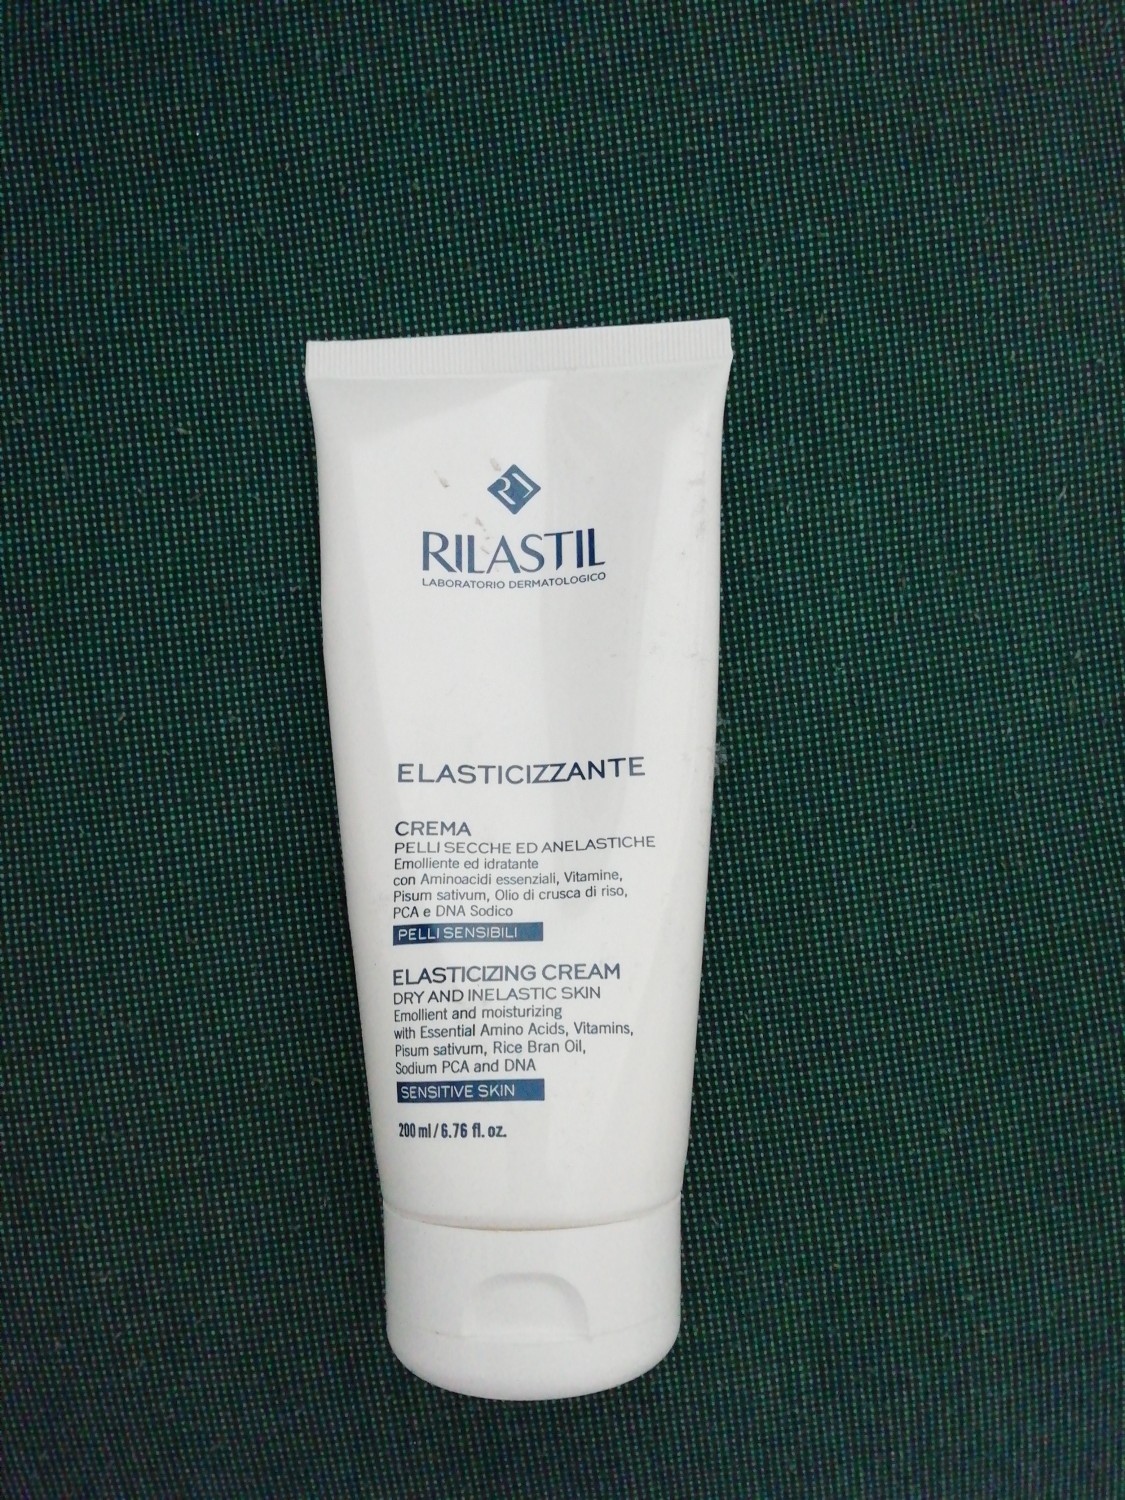 RILASTIL
LABORATORIO DERMATOLOGICO
ELASTICIZZANTE
CREMA
PELLI SECCHE ED ANELASTICHE
Emolliente ed idratante
con Aminoacidi essenziali, Vitamine,
Pisum sativum, Olio di crusca di riso,
PCA e DNA Sodico
PELLI SENSIBILI
ELASTICIZING CREAM
DRY AND INELASTIC SKIN
Emollient and moisturizing
with Essential Amino Acids, Vitamins,
Pisum sativum, Rice Bran Oil,
Sodium PCA and DNA
SENSITIVE SKIN
200 ml / 6.76 fl. oz.